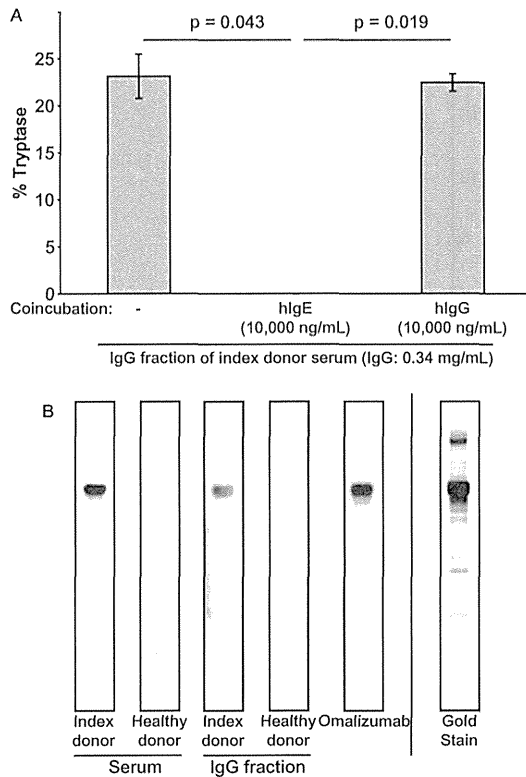 A
p = 0.043
p = 0.019
% Tryptase
25
20
15
10
5
0
Coincubation: - hIgE hIgG
(10,000 ng/mL) (10,000 ng/mL)
IgG fraction of index donor serum (IgG: 0.34 mg/mL)
B
Index Healthy Index Healthy Omalizumab Gold
donor donor donor donor Stain
Serum IgG fraction